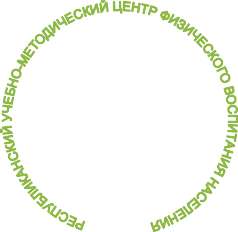 РЕСПУБЛИКАНСКИЙ УЧЕБНО-МЕТОДИЧЕСКИЙ ЦЕНТР ФИЗИЧЕСКОГО ВОСПИТАНИЯ НАСЕЛЕНИЯ